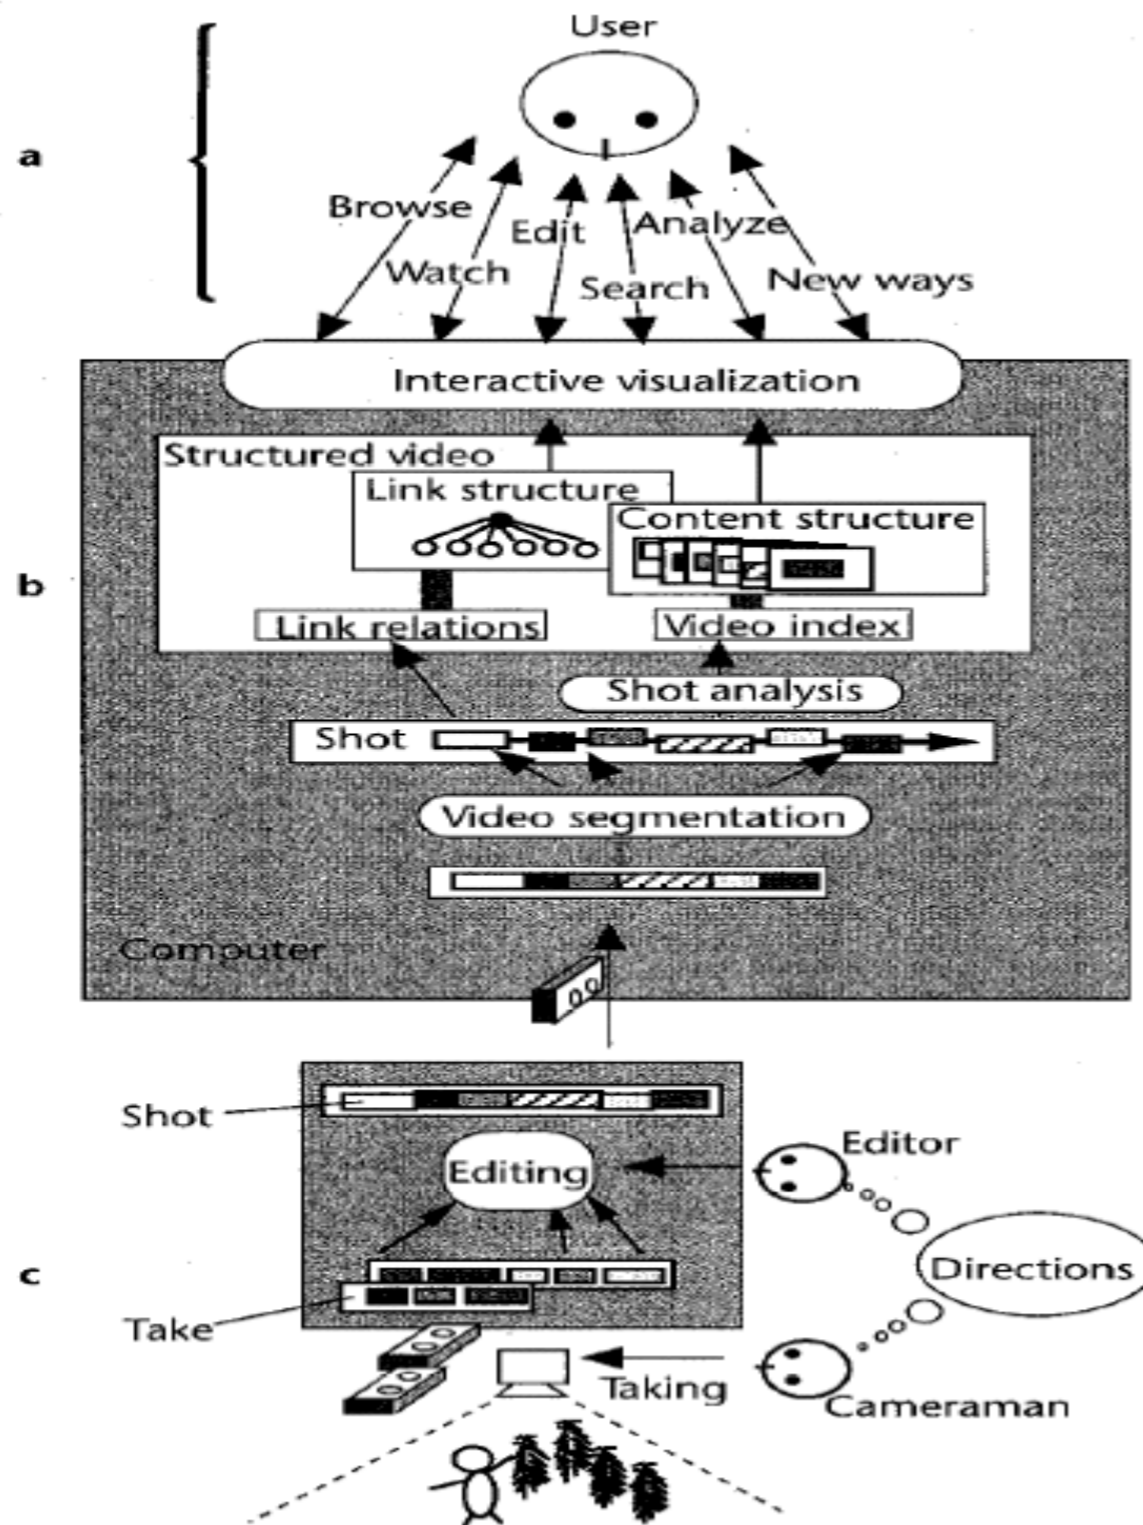 User
a
Browse
Edit
Analyze
Watch
Search
New ways
Interactive visualization
Structured video
Link structure
Content structure
b
Link relations
Video index
Shot analysis
Shot
Video segmentation
Computer
Shot
Editor
Editing
c
Directions
Take
Taking
Cameraman